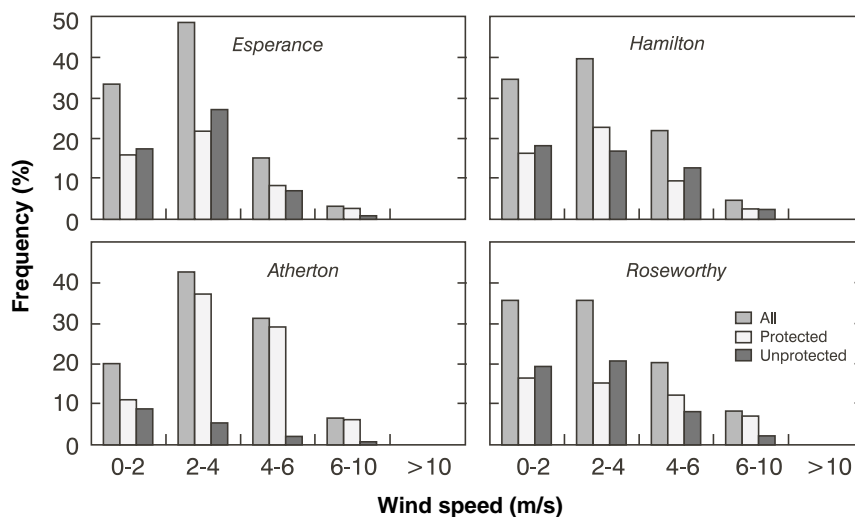 Frequency (%)
50
40
30
20
10
0
Esperance
Hamilton
40
30
20
10
0
Atherton
Roseworthy
All
Protected
Unprotected
0-2 2-4 4-6 6-10 >10
0-2 2-4 4-6 6-10 >10
Wind speed (m/s)